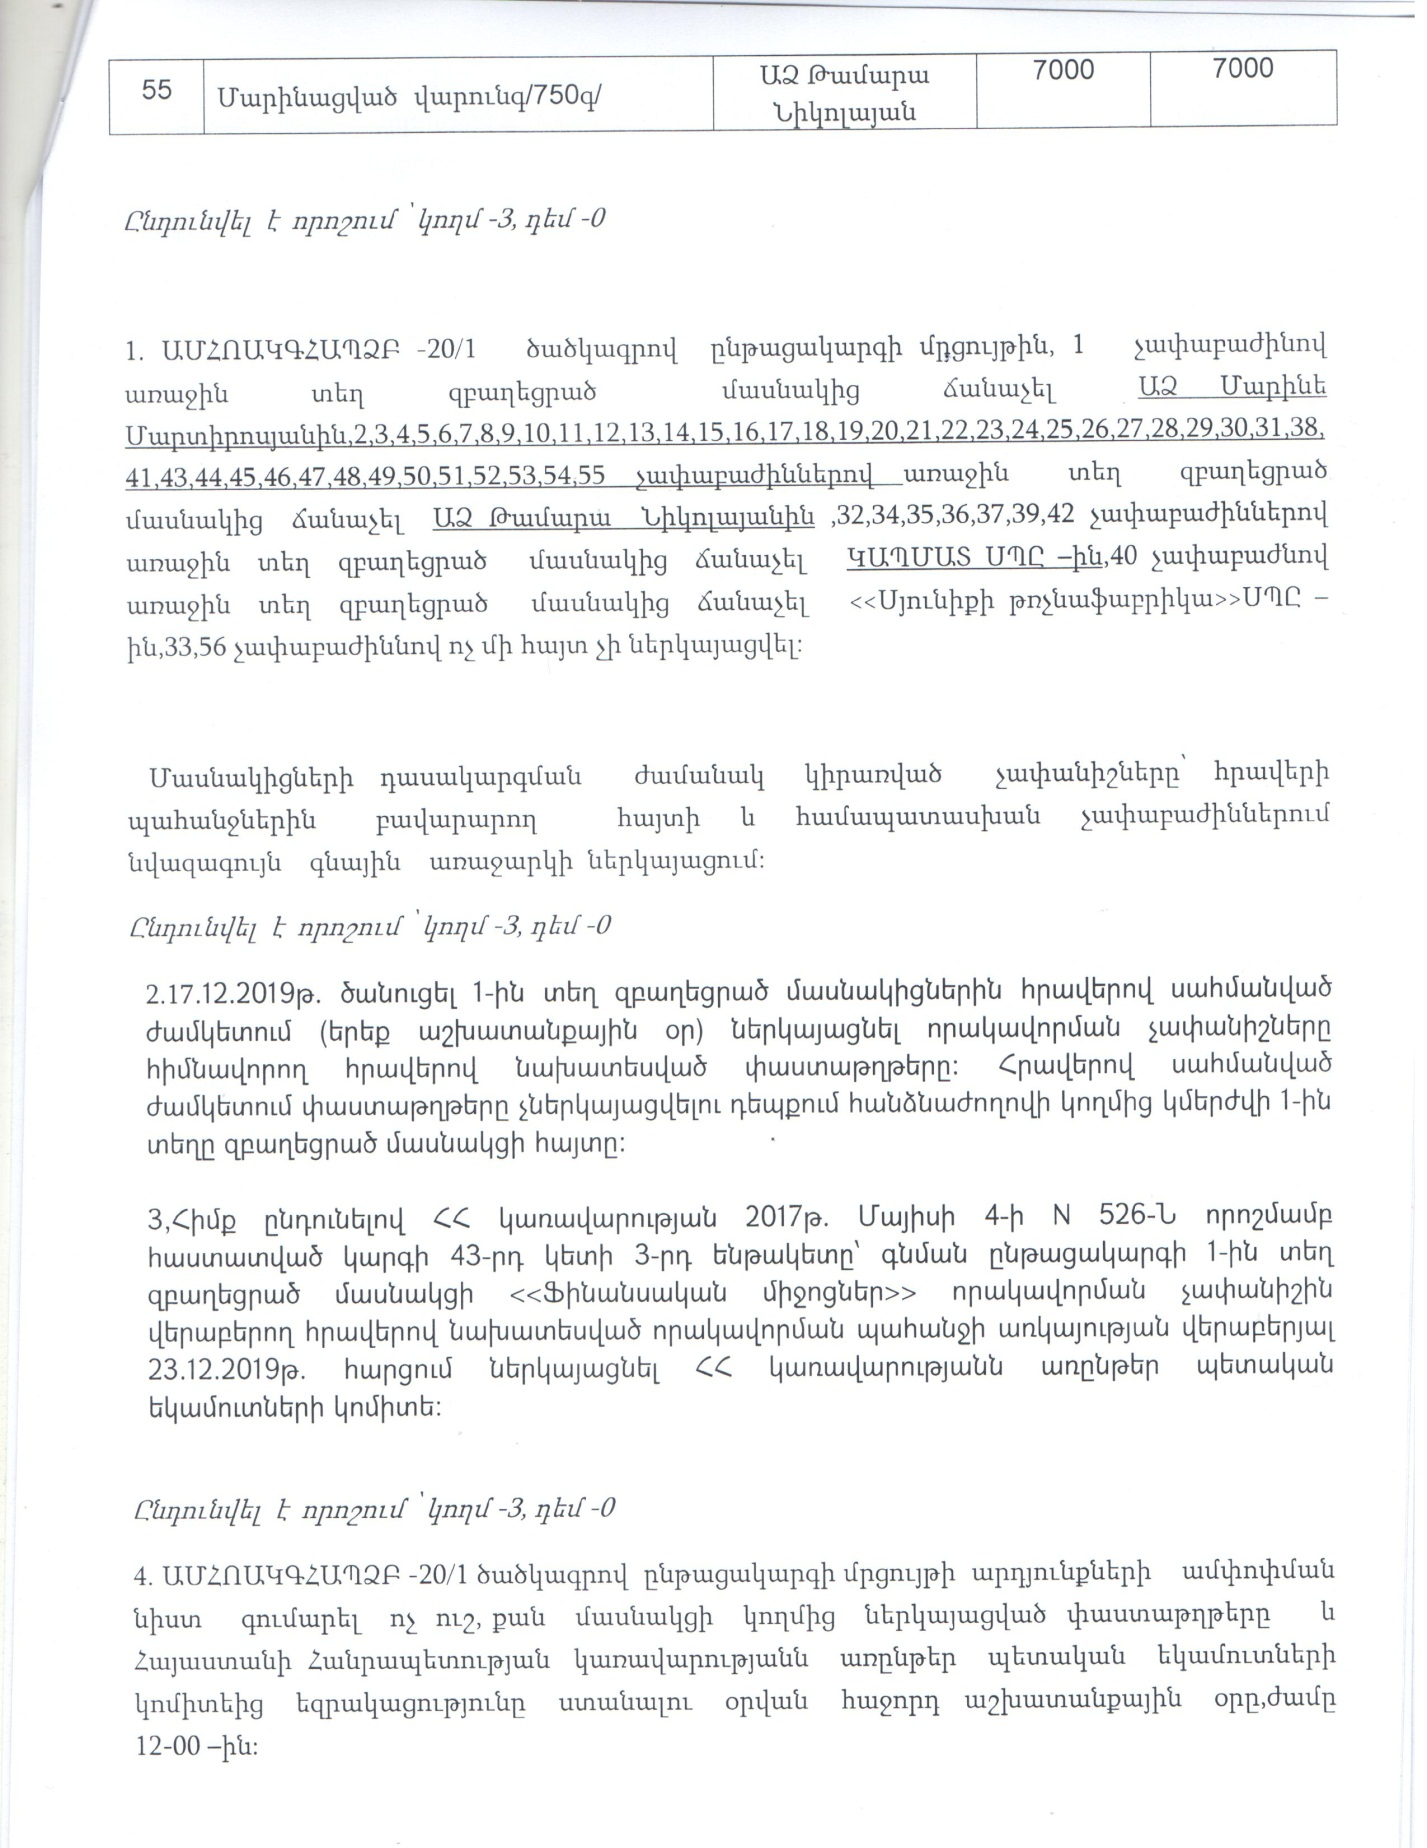 55 Մարինացված վարունգ/750գ/ ԱՁ Թամարա Նիկոլայան 7000 7000
Ընդունվել է որոշում ՝կողմ -3, դեմ -0
1. ԱՄՀՈԱԿԳՀԱՊՁԲ -20/1 ծածկագրով ընթացակարգի մրցույթին, 1 չափաբաժինով
առաջին տեղ զբաղեցրած մասնակից ճանաչել ԱՁ Մարինե
Մարտիրոսյանին,2,3,4,5,6,7,8,9,10,11,12,13,14,15,16,17,18,19,20,21,22,23,24,25,26,27,28,29,30,31,38,
41,43,44,45,46,47,48,49,50,51,52,53,54,55 չափաբաժիններով առաջին տեղ զբաղեցրած
մասնակից ճանաչել ԱՁ Թամարա Նիկոլայանին ,32,34,35,36,37,39,42 չափաբաժիններով
առաջին տեղ զբաղեցրած մասնակից ճանաչել ԿԱՊՄԱՏ ՍՊԸ –ին,40 չափաբաժնով
առաջին տեղ զբաղեցրած մասնակից ճանաչել <<Սյունիքի թռչնաֆաբրիկա>>ՍՊԸ –
ին,33,56 չափաբաժիննով ոչ մի հայտ չի ներկայացվել:
Մասնակիցների դասակարգման ժամանակ կիրառված չափանիշները՝ հրավերի
պահանջներին բավարարող հայտի և համապատասխան չափաբաժիններում
նվազագույն գնային առաջարկի ներկայացում:
Ընդունվել է որոշում ՝կողմ -3, դեմ -0
2.17.12.2019թ. ծանուցել 1-ին տեղ զբաղեցրած մասնակիցներին հրավերով սահմանված
ժամկետում (երեք աշխատանքային օր) ներկայացնել որակավորման չափանիշները
հիմնավորող հրավերով նախատեսված փաստաթղթերը: Հրավերով սահմանված
ժամկետում փաստաթղթերը չներկայացվելու դեպքում հանձնաժողովի կողմից կմերժվի 1-ին
տեղը զբաղեցրած մասնակցի հայտը:
3,Հիմք ընդունելով ՀՀ կառավարության 2017թ. Մայիսի 4-ի N 526-Ն որոշմամբ
հաստատված կարգի 43-րդ կետի 3-րդ ենթակետը՝ գնման ընթացակարգի 1-ին տեղ
զբաղեցրած մասնակցի <<Ֆինանսական միջոցներ>> որակավորման չափանիշին
վերաբերող հրավերով նախատեսված որակավորման պահանջի առկայության վերաբերյալ
23.12.2019թ. հարցում ներկայացնել ՀՀ կառավարությանն առընթեր պետական
եկամուտների կոմիտե:
Ընդունվել է որոշում ՝կողմ -3, դեմ -0
4. ԱՄՀՈԱԿԳՀԱՊՁԲ -20/1 ծածկագրով ընթացակարգի մրցույթի արդյունքների ամփոփման
նիստ գումարել ոչ ուշ, քան մասնակցի կողմից ներկայացված փաստաթղթերը և
Հայաստանի Հանրապետության կառավարությանն առընթեր պետական եկամուտների
կոմիտեից եզրակացությունը ստանալու օրվան հաջորդ աշխատանքային օրը,ժամը
12-00 –ին: